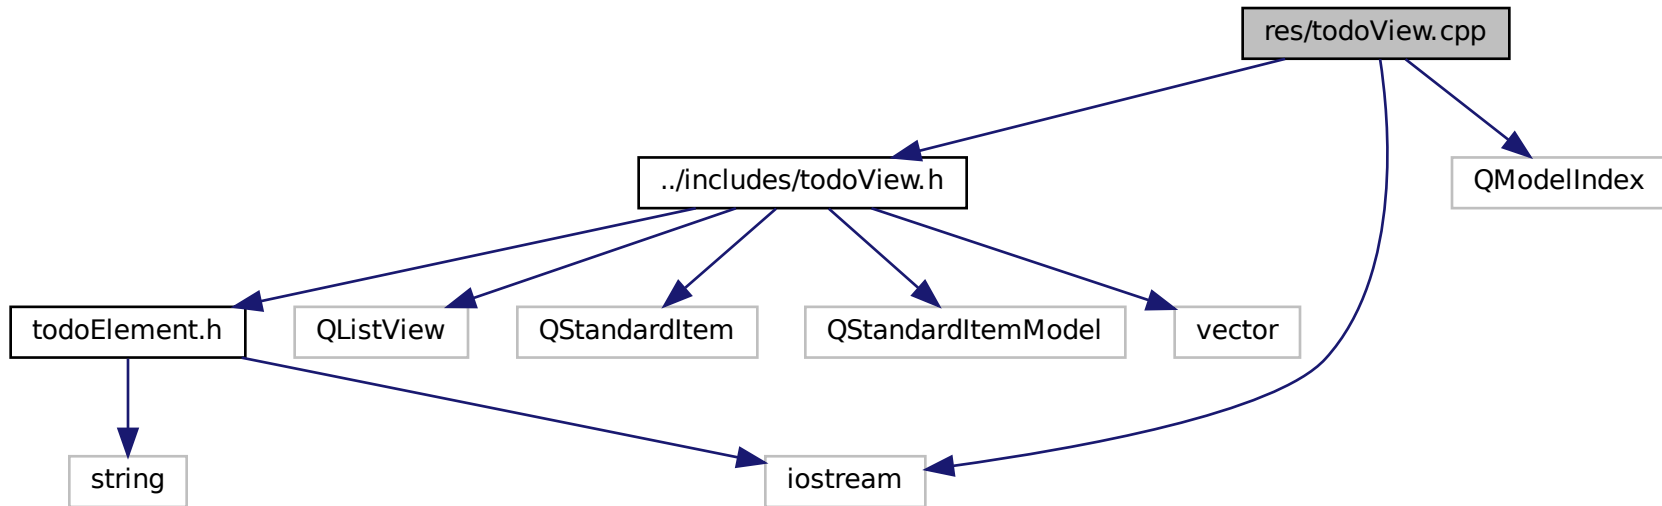 res/todoView.cpp
../includes/todoView.h
QModelIndex
todoElement.h
QListView
QStandardItem
QStandardItemModel
vector
string
iostream